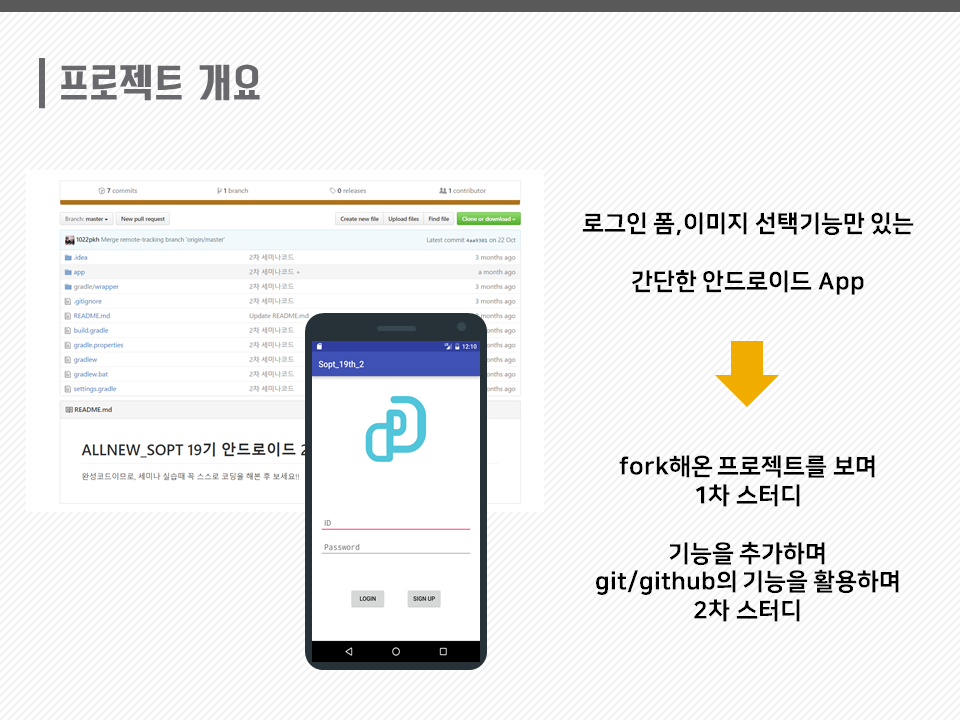 프로젝트 개요
7 commits
1 branch
0 releases
1 contributor
Branch: master
New pull request
Create new file
Upload files
Find file
Clone or download
1022pkh Merge remote-tracking branch 'origin/master'
Latest commit 4aa9381 on 22 Oct
.idea 2차 세미나코드 3 months ago
app 2차 세미나코드 + a month ago
gradle/wrapper 2차 세미나코드 3 months ago
.gitignore 2차 세미나코드 3 months ago
README.md Update README.md months ago
build.gradle 2차 세미나코드 months ago
gradle.properties 2차 세미나코드 months ago
gradlew 2차 세미나코드 months ago
gradlew.bat 2차 세미나코드 months ago
settings.gradle 2차 세미나코드 months ago
README.md
ALLNEW_SOPT 19기 안드로이드 2
완성코드이므로, 세미나 실습때 꼭 스스로 코딩을 해본 후 보세요!!
12:10
Sopt_19th_2
ID
Password
LOGIN
SIGN UP
로그인 폼,이미지 선택기능만 있는
간단한 안드로이드 App
fork해온 프로젝트를 보며
1차 스터디
기능을 추가하며
git/github의 기능을 활용하며
2차 스터디